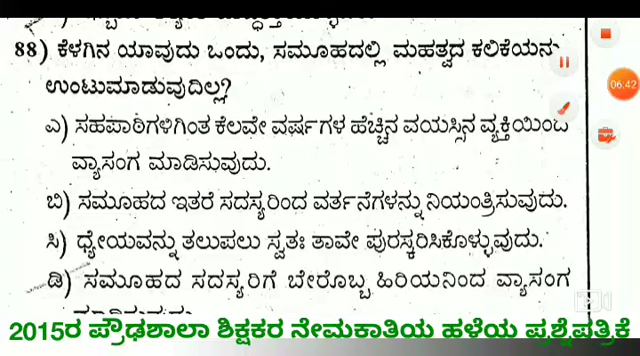 88) ಕೆಳಗಿನ ಯಾವುದು ಒಂದು, ಸಮೂಹದಲ್ಲಿ ಮಹತ್ವದ ಕಲಿಕೆಯನು
06:42
ಉಂಟುಮಾಡುವುದಿಲ್ಲ?
ಎ) ಸಹಪಾಠಿಗಳಿಗಿಂತ ಕೆಲವೇ ವರ್ಷಗಳ ಹೆಚ್ಚಿನ ವಯಸ್ಸಿನ ವ್ಯಕ್ತಿಯಿಂದ
ವ್ಯಾಸಂಗ ಮಾಡಿಸುವುದು.
ಬಿ) ಸಮೂಹದ ಇತರೆ ಸದಸ್ಯರಿಂದ ವರ್ತನೆಗಳನ್ನು ನಿಯಂತ್ರಿಸುವುದು.
ಸಿ) ಧ್ಯೇಯವನ್ನು ತಲುಪಲು ಸ್ವತಃ ತಾವೇ ಪುರಸ್ಕರಿಸಿಕೊಳ್ಳುವುದು.
ಡಿ) ಸಮೂಹದ ಸದಸ್ಯರಿಗೆ ಬೇರೊಬ್ಬ ಹಿರಿಯನಿಂದ ವ್ಯಾಸಂಗ
2015ರ ಪ್ರೌಢಶಾಲಾ ಶಿಕ್ಷಕರ ನೇಮಕಾತಿಯ ಹಳೆಯ ಪ್ರಶ್ನೆಪತ್ರಿಕೆ